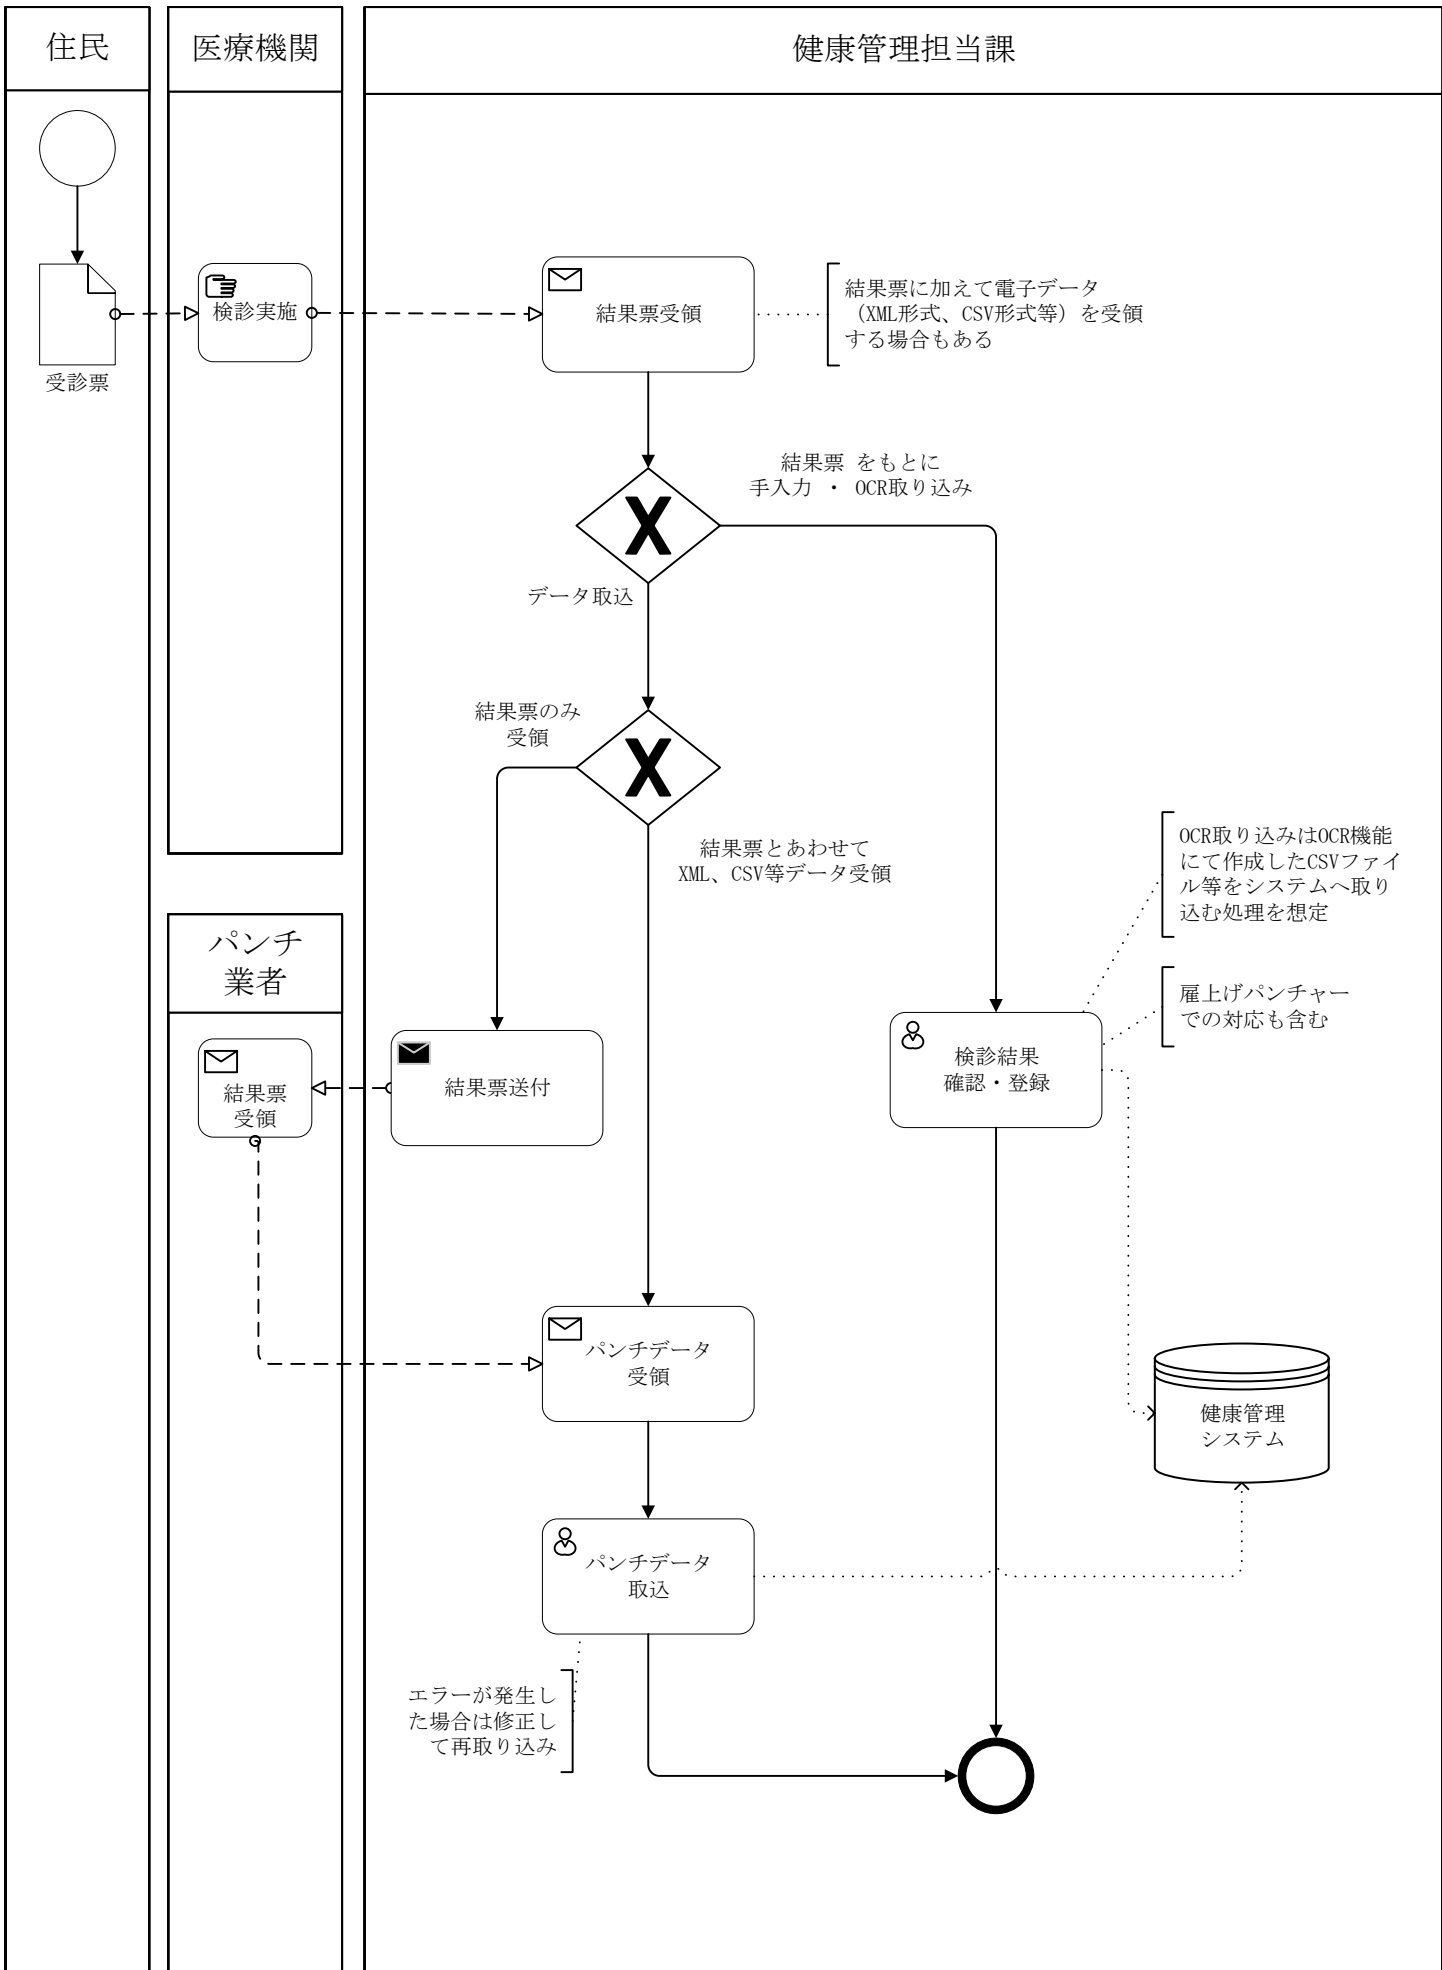 住民
医療機関
健康管理担当課
受診票
検診実施
結果票受領
結果票に加えて電子データ
（XML形式、CSV形式等）を受領
する場合もある
結果票 をもとに
手入力 ・ OCR取り込み
データ取込
結果票のみ
受領
結果票とあわせて
XML、CSV等データ受領
OCR取り込みはOCR機能
にて作成したCSVファイ
ル等をシステムへ取り
込む処理を想定
雇上げパンチャー
での対応も含む
パンチ
業者
結果票
受領
結果票送付
検診結果
確認・登録
パンチデータ
受領
健康管理
システム
パンチデータ
取込
エラーが発生し
た場合は修正し
て再取り込み